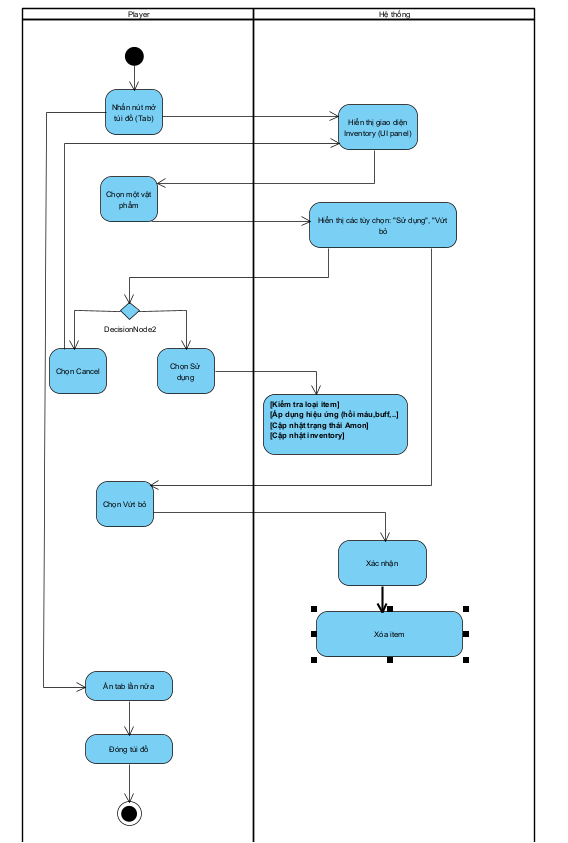 Player
Hệ thống
Nhấn nút mở
túi đồ (Tab)
Hiển thị giao diện
Inventory (UI panel)
Chọn một vật
phẩm
Hiển thị các tùy chọn: "Sử dụng", "Vứt
bỏ
DecisionNode2
Chọn Cancel
Chọn Sử
dụng
[Kiểm tra loại item]
[Áp dụng hiệu ứng (hồi máu,buff,..]
[Cập nhật trạng thái Amon]
[Cập nhật inventory]
Chọn Vứt bỏ
Xác nhận
Xóa item
Ấn tab lần nữa
Đóng túi đồ